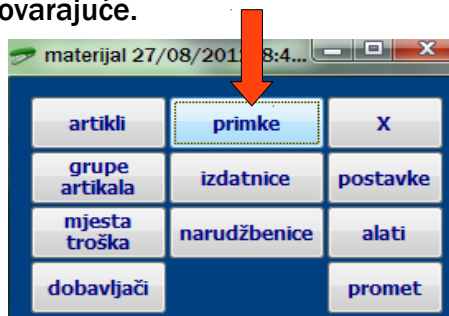 ovarajuće.
materijal 27/08/201
artikli primke X
grupe artikala izdatnice postavke
mjesta troška narudžbenice alati
dobavljači promet